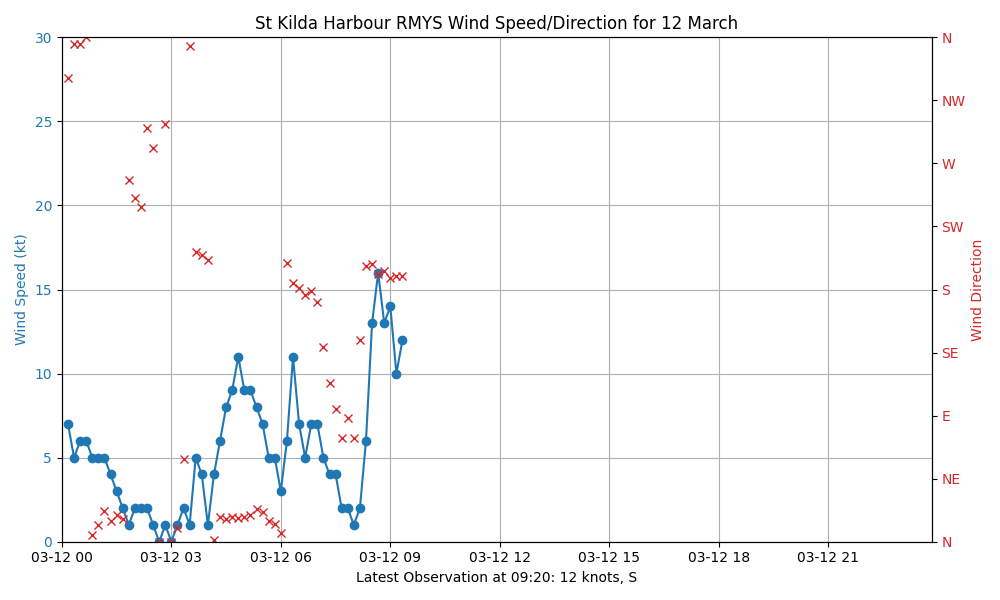 St Kilda Harbour RMYS Wind Speed/Direction for 12 March
30
25
20
15
10
5
0
Wind Speed (kt)
N
NW
W
SW
S
SE
E
NE
N
Wind Direction
03-12 00
03-12 03
03-12 06
03-12 09
03-12 12
03-12 15
03-12 18
03-12 21
Latest Observation at 09:20: 12 knots, S